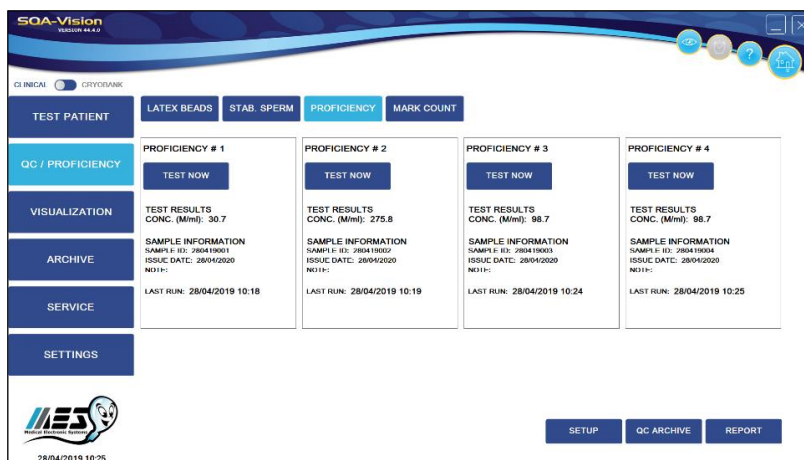 SQA-Vision
VERSION 44.4.0
?
CLINICAL CRYOBANK
TEST PATIENT
QC / PROFICIENCY
VISUALIZATION
ARCHIVE
SERVICE
SETTINGS
LATEX BEADS STAB. SPERM PROFICIENCY MARK COUNT
PROFICIENCY # 1
TEST NOW
TEST RESULTS
CONC. (M/ml): 30.7
SAMPLE INFORMATION
SAMPLE ID: 280419001
ISSUE DATE: 28/04/2020
NOTE:
LAST RUN: 28/04/2019 10:18
PROFICIENCY # 2
TEST NOW
TEST RESULTS
CONC. (M/ml): 275.8
SAMPLE INFORMATION
SAMPLE ID: 280419002
ISSUE DATE: 28/04/2020
NOTE:
LAST RUN: 28/04/2019 10:19
PROFICIENCY # 3
TEST NOW
TEST RESULTS
CONC. (M/ml): 98.7
SAMPLE INFORMATION
SAMPLE ID: 280419003
ISSUE DATE: 28/04/2020
NOTE:
LAST RUN: 28/04/2019 10:24
PROFICIENCY # 4
TEST NOW
TEST RESULTS
CONC. (M/ml): 98.7
SAMPLE INFORMATION
SAMPLE ID: 280419004
ISSUE DATE: 28/04/2020
NOTE:
LAST RUN: 28/04/2019 10:25
SETUP QC ARCHIVE REPORT
MES
Medical Electronic Systems
28/04/2019 10:25